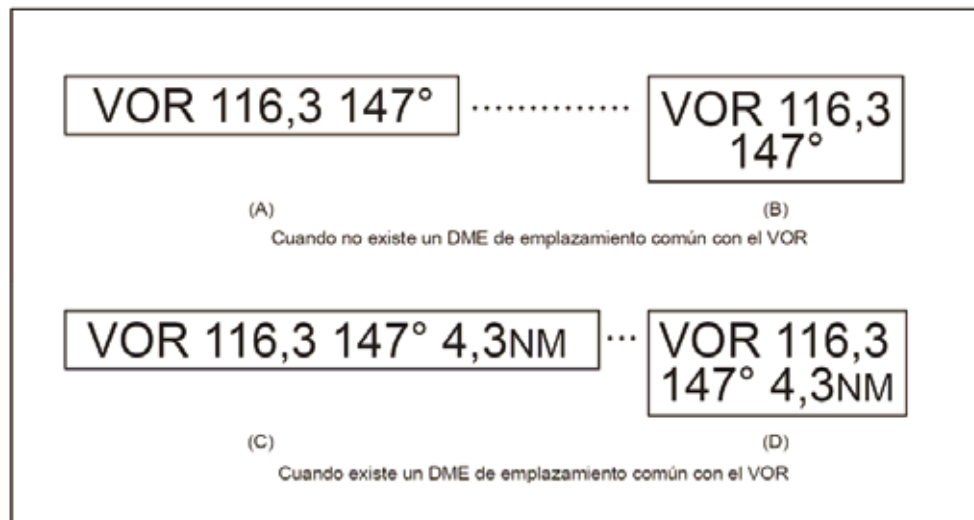 VOR 116,3 147°
VOR 116,3
147°
(A)
(B)
Cuando no existe un DME de emplazamiento común con el VOR
VOR 116,3 147° 4,3NM
VOR 116,3
147° 4,3NM
(C)
(D)
Cuando existe un DME de emplazamiento común con el VOR